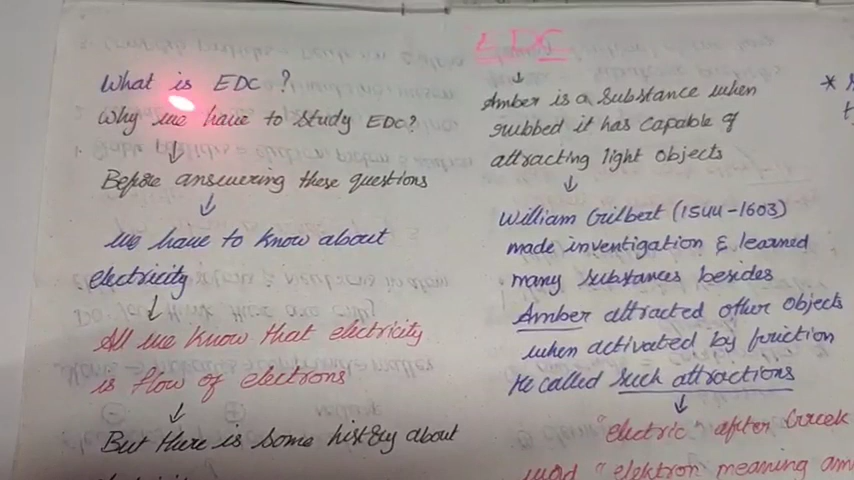 What is EDC ?
Why we have to study EDC?
Before answering these questions
we have to know about
electricity
All we know that electricity
is flow of electrons
But there is some history about
EDC
Amber is a substance when
rubbed it has capable of
attracting light objects
William Gilbert (1544-1603)
made investigation & learned
many substances besides
Amber attracted other objects
when activated by friction
He called such attractions
"electric" after Greek
word "elektron meaning am
*